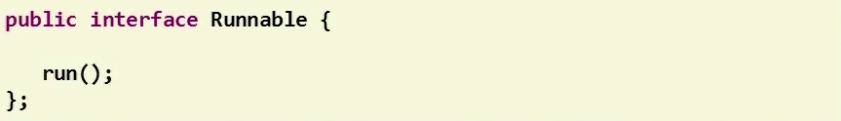 public interface Runnable {
run();
};